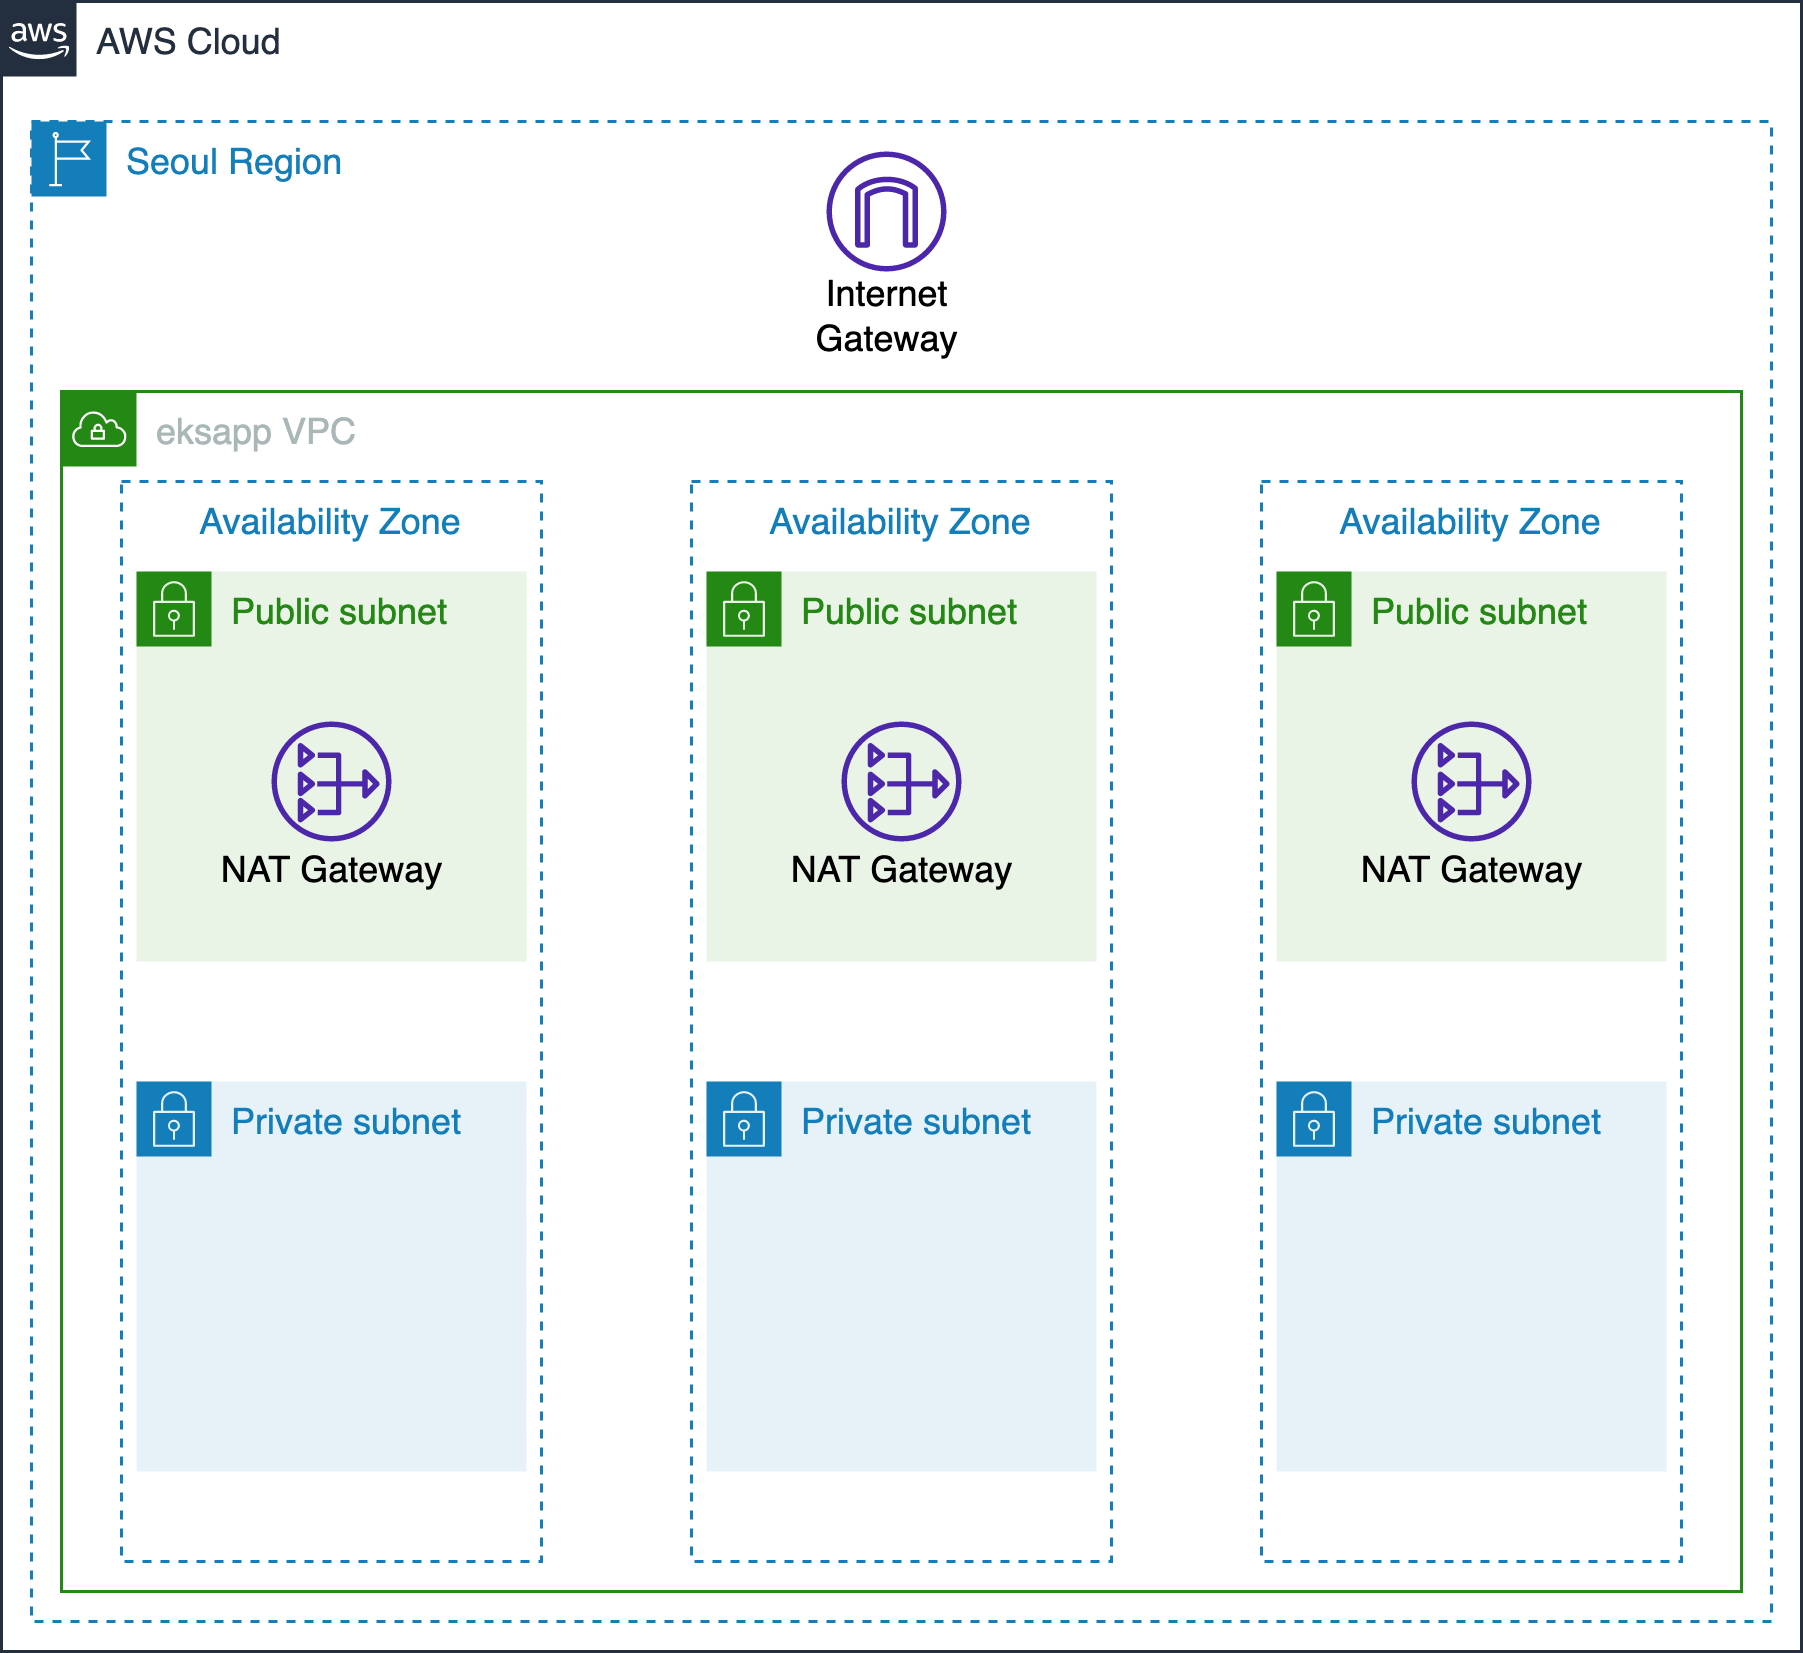 aws
AWS Cloud
Seoul Region
Internet
Gateway
eksapp VPC
Availability Zone
Availability Zone
Availability Zone
Public subnet
Public subnet
Public subnet
NAT Gateway
NAT Gateway
NAT Gateway
Private subnet
Private subnet
Private subnet